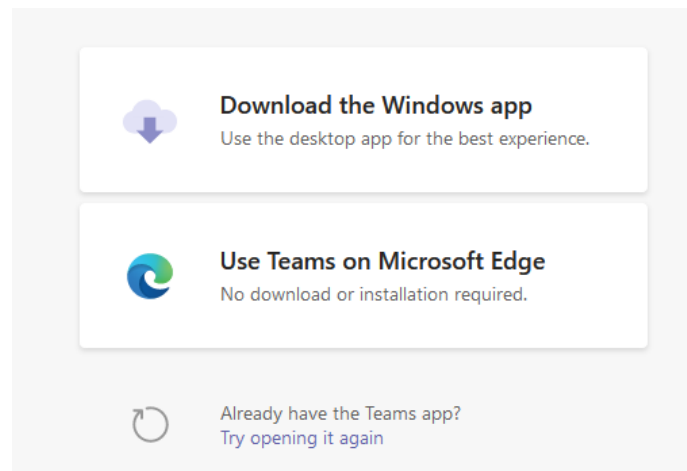 Download the Windows app
Use the desktop app for the best experience.
Use Teams on Microsoft Edge
No download or installation required.
Already have the Teams app?
Try opening it again